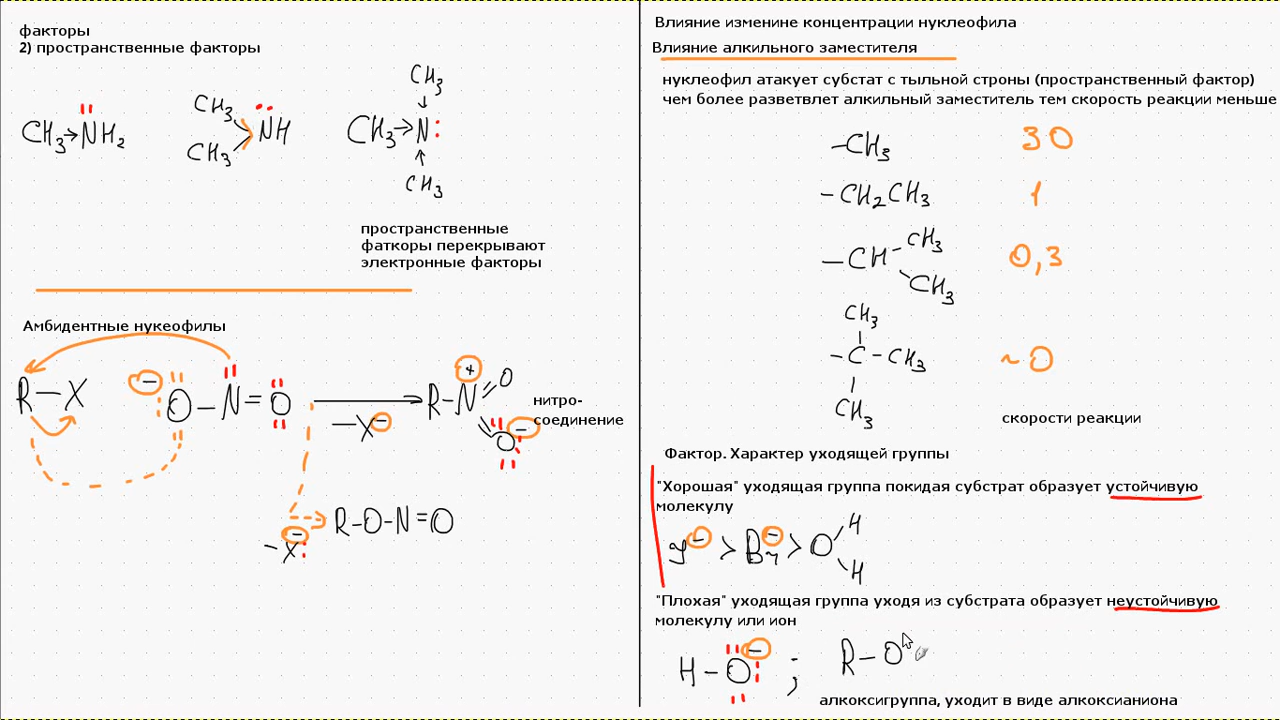 факторы
2) пространственные факторы
CH3
CH3→NH2
CH3
CH3
NH
CH3→N
CH3
пространственные
фаткоры перекрывают
электронные факторы
Амбидентные нукеофилы
R-X
O-N=O
-X
R-N
O
O
нитро-
соединение
R-O-N=O
-X
Влияние изменине концентрации нуклеофила
Влияние алкильного заместителя
нуклеофил атакует субстат с тыльной строны (пространственный фактор)
чем более разветвлет алкильный заместитель тем скорость реакции меньше
-CH3 30
-CH2CH3 1
-CH
CH3
CH3
0,3
CH3
-C-CH3 ~0
CH3
скорости реакции
Фактор. Характер уходящей группы
"Хорошая" уходящая группа покидая субстрат образует устойчивую
молекулу
J⁻ > Br⁻ > O
H
H
"Плохая" уходящая группа уходя из субстрата образует неустойчивую
молекулу или ион
H-O⁻ ; R-O
алкоксигруппа, уходит в виде алкоксианиона